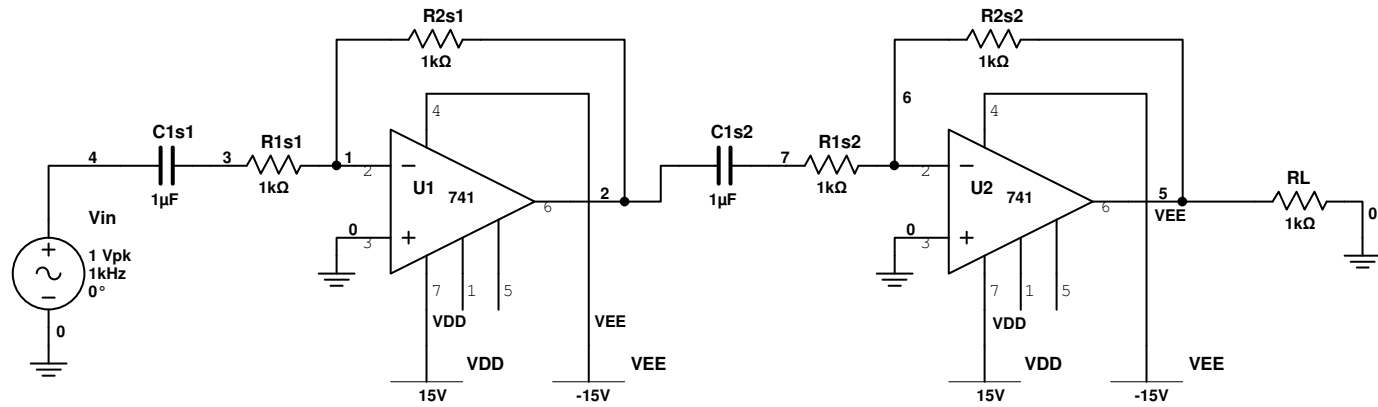 R2s1
1kΩ
R2s2
1kΩ
4
6
4
C1s1
1µF
R1s1
1kΩ
C1s2
1µF
R1s2
1kΩ
4
3
1
2
−
U1
741
6
2
7
2
−
U2
741
6
5
VEE
RL
1kΩ
0
Vin
+
1 Vpk
1kHz
0°
−
0
0
3
+
7
1
5
VDD
VEE
VDD
VEE
15V
-15V
0
3
+
7
1
5
VDD
VDD
VEE
15V
-15V